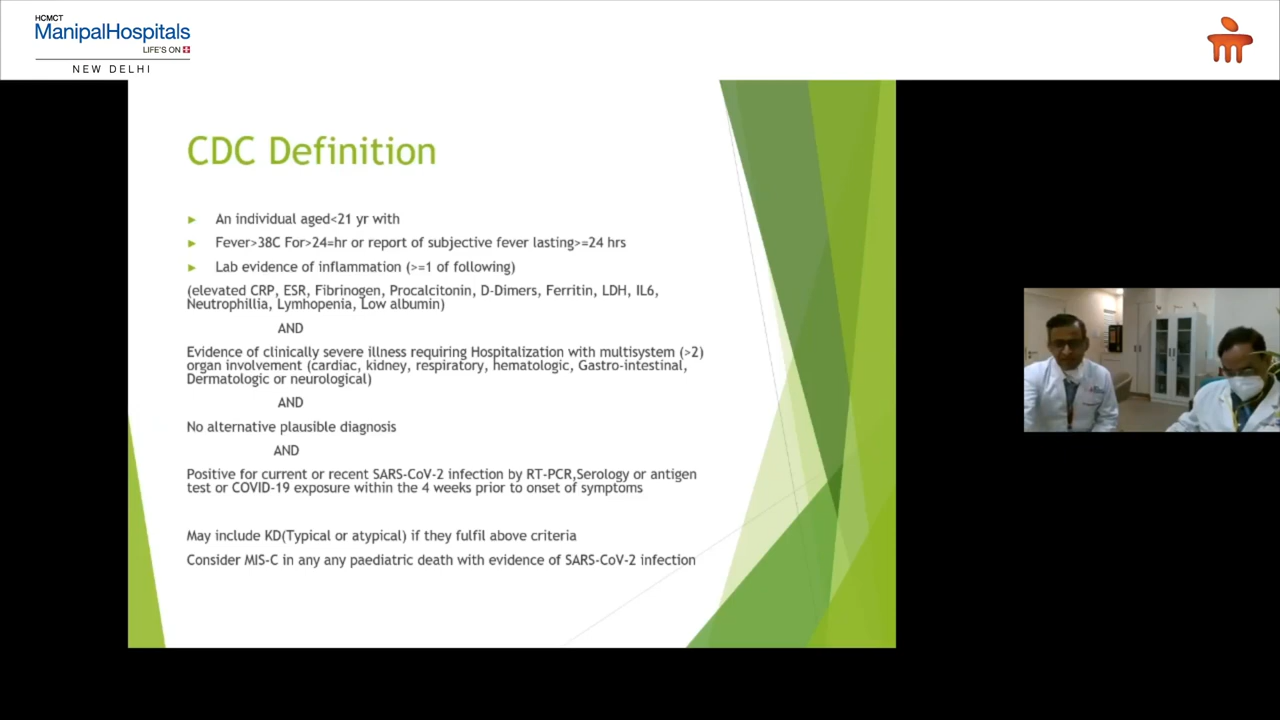 HCMCT
ManipalHospitals
LIFE'S ON
NEW DELHI
CDC Definition
An individual aged<21 yr with
Fever>38C For>24=hr or report of subjective fever lasting>=24 hrs
Lab evidence of inflammation (>=1 of following)
(elevated CRP, ESR, Fibrinogen, Procalcitonin, D-Dimers, Ferritin, LDH, IL6,
Neutrophillia, Lymhopenia, Low albumin)
AND
Evidence of clinically severe illness requiring Hospitalization with multisystem (>2)
organ involvement (cardiac, kidney, respiratory, hematologic, Gastro-intestinal,
Dermatologic or neurological)
AND
No alternative plausible diagnosis
AND
Positive for current or recent SARS-CoV-2 infection by RT-PCR,Serology or antigen
test or COVID-19 exposure within the 4 weeks prior to onset of symptoms
May include KD(Typical or atypical) if they fulfil above criteria
Consider MIS-C in any any paediatric death with evidence of SARS-CoV-2 infection